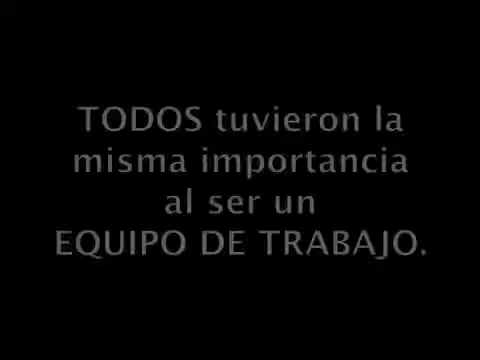 TODOS tuvieron la
misma importancia
al ser un
EQUIPO DE TRABAJO.